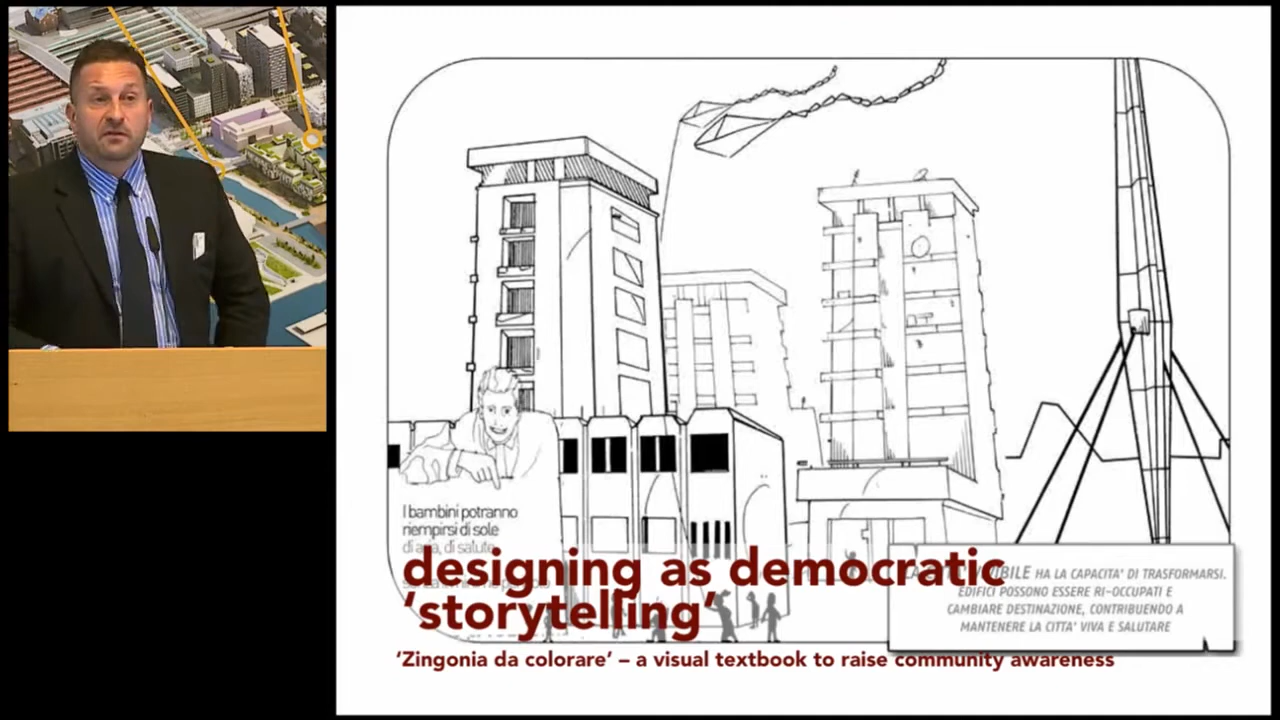 I bambini potranno
riempirsi di sole
di aria, di salute
designing as democratic
‘storytelling’
HA LA CAPACITA' DI TRASFORMARSI.
EDIFICI POSSONO ESSERE RI-OCCUPATI E
CAMBIARE DESTINAZIONE, CONTRIBUENDO A
MANTENERE LA CITTA' VIVA E SALUTARE
‘Zingonia da colorare’ – a visual textbook to raise community awareness